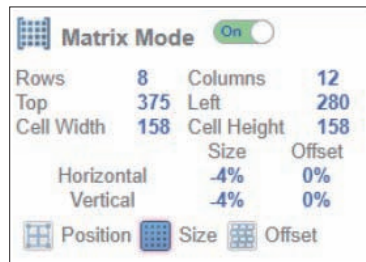 Matrix Mode On
Rows 8 Columns 12
Top 375 Left 280
Cell Width 158 Cell Height 158
Size Offset
Horizontal -4% 0%
Vertical -4% 0%
Position Size Offset